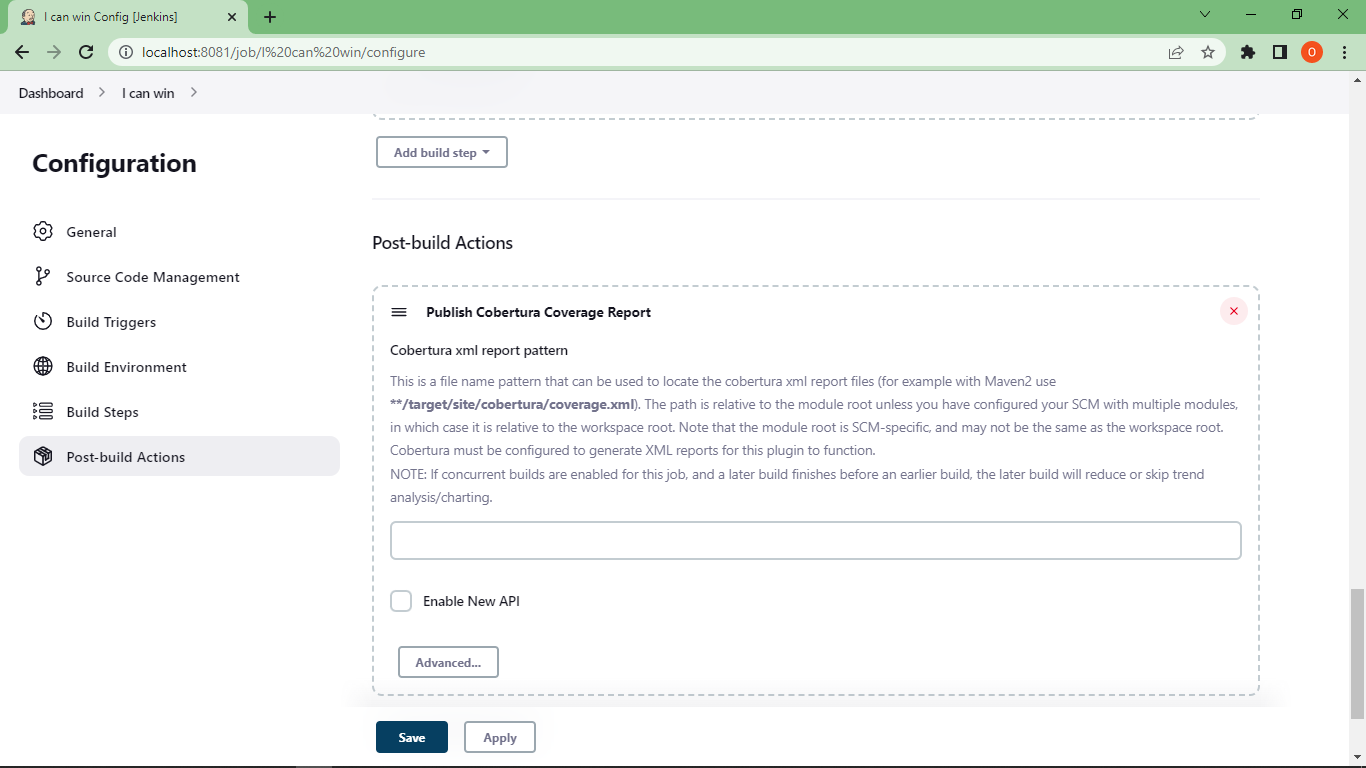 I can win Config [Jenkins]
localhost:8081/job/I%20can%20win/configure
O
Dashboard I can win
Configuration
General
Source Code Management
Build Triggers
Build Environment
Build Steps
Post-build Actions
Add build step
Post-build Actions
Publish Cobertura Coverage Report
Cobertura xml report pattern
This is a file name pattern that can be used to locate the cobertura xml report files (for example with Maven2 use
**/target/site/cobertura/coverage.xml). The path is relative to the module root unless you have configured your SCM with multiple modules,
in which case it is relative to the workspace root. Note that the module root is SCM-specific, and may not be the same as the workspace root.
Cobertura must be configured to generate XML reports for this plugin to function.
NOTE: If concurrent builds are enabled for this job, and a later build finishes before an earlier build, the later build will reduce or skip trend
analysis/charting.
Enable New API
Advanced...
Save
Apply